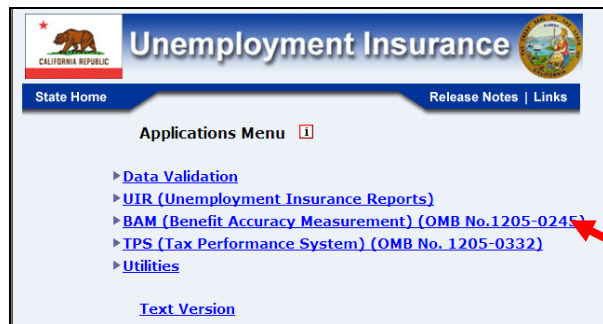 CALIFORNIA REPUBLIC
Unemployment Insurance
State Home
Release Notes | Links
Applications Menu i
Data Validation
UIR (Unemployment Insurance Reports)
BAM (Benefit Accuracy Measurement) (OMB No.1205-0245)
TPS (Tax Performance System) (OMB No. 1205-0332)
Utilities
Text Version